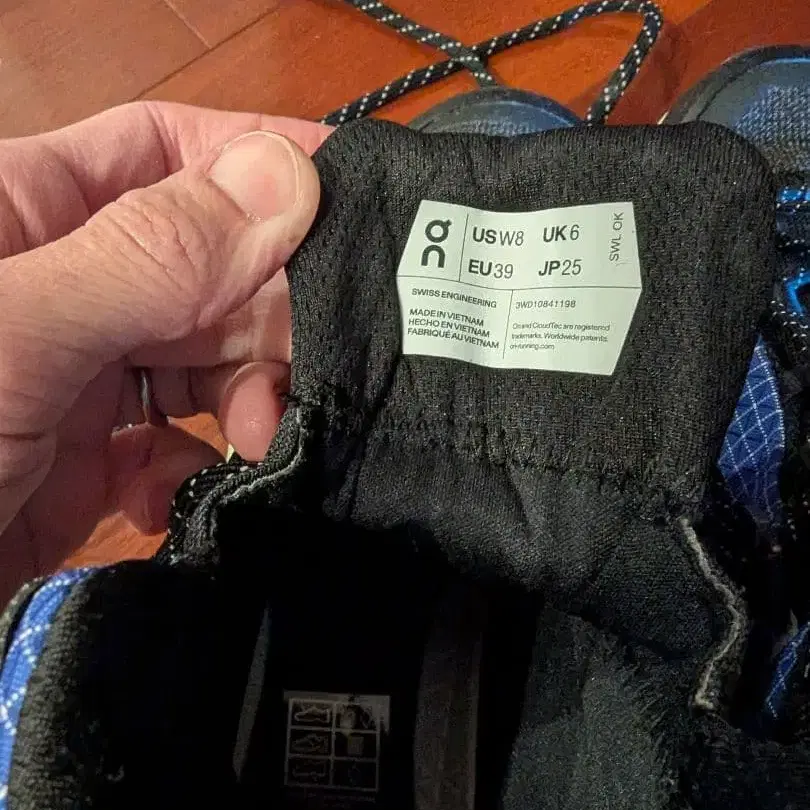 on
US W8 UK 6
EU 39 JP 25
SWL OK
SWISS ENGINEERING
MADE IN VIETNAM
HECHO EN VIETNAM
FABRIQUÉ AU VIETNAM
3WD10841198
On and CloudTec are registered
trademarks. Worldwide patents.
on-running.com